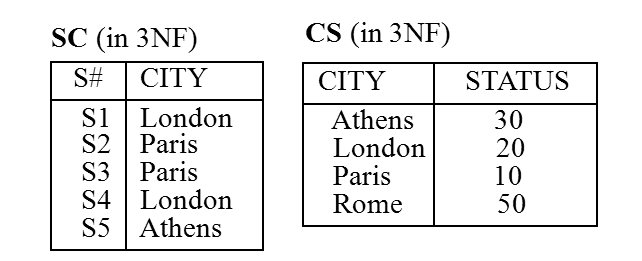 SC (in 3NF)
S# CITY
S1 London
S2 Paris
S3 Paris
S4 London
S5 Athens
CS (in 3NF)
CITY STATUS
Athens 30
London 20
Paris 10
Rome 50